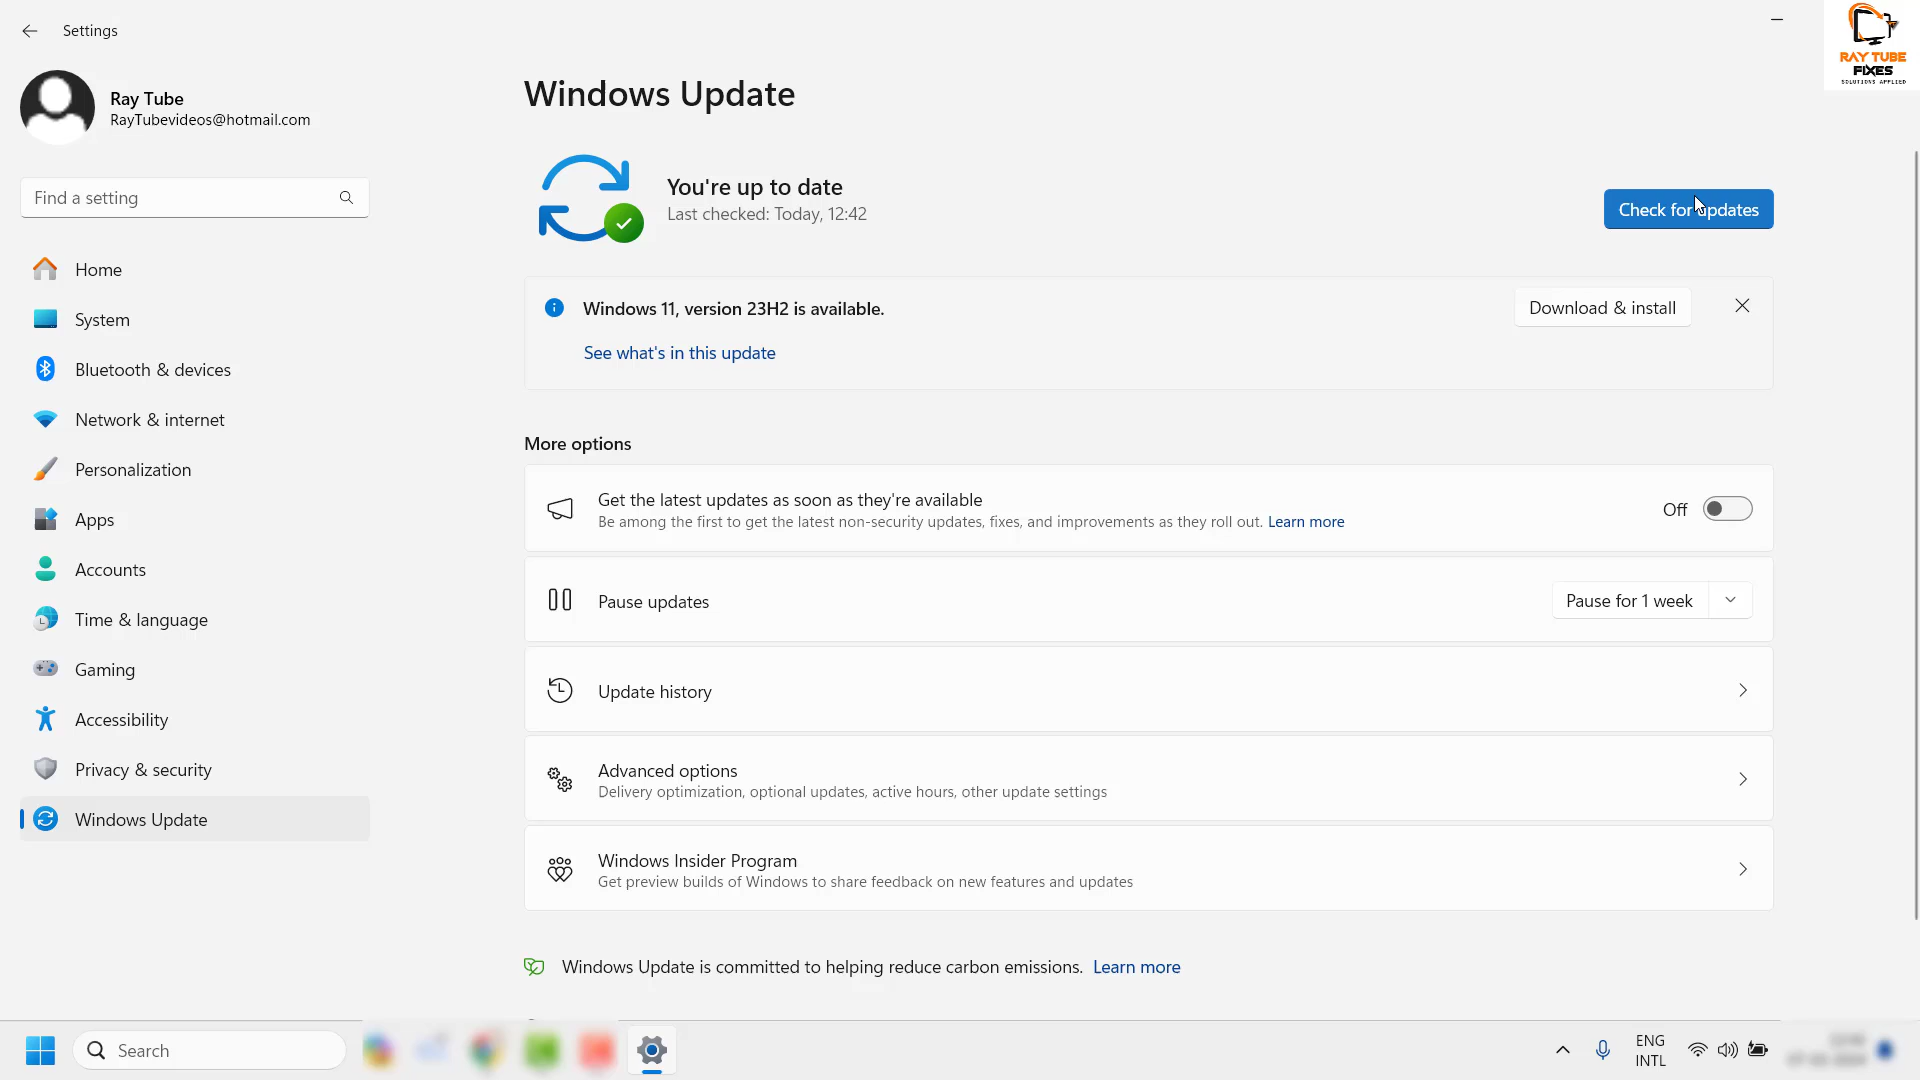 Settings
RAY TUBE
FIXES
SOLUTIONS APPLIED
Ray Tube
RayTubevideos@hotmail.com
Find a setting
Home
System
Bluetooth & devices
Network & internet
Personalization
Apps
Accounts
Time & language
Gaming
Accessibility
Privacy & security
Windows Update
Windows Update
You're up to date
Last checked: Today, 12:42
Check for updates
Windows 11, version 23H2 is available.
Download & install
See what's in this update
More options
Get the latest updates as soon as they're available
Be among the first to get the latest non-security updates, fixes, and improvements as they roll out. Learn more
Off
Pause updates
Pause for 1 week
Update history
Advanced options
Delivery optimization, optional updates, active hours, other update settings
Windows Insider Program
Get preview builds of Windows to share feedback on new features and updates
Windows Update is committed to helping reduce carbon emissions. Learn more
Search
ENG
INTL